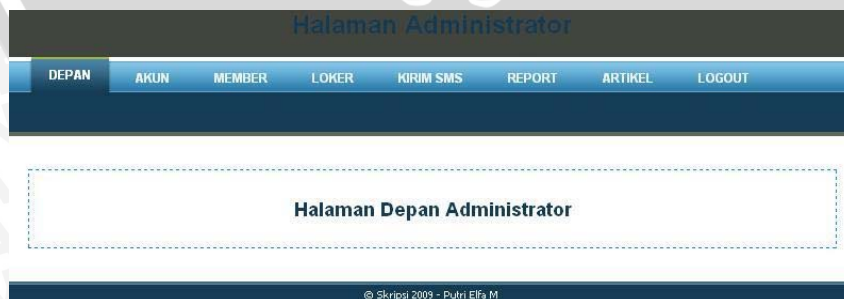 Halaman Administrator
DEPAN AKUN MEMBER LOKER KIRIM SMS REPORT ARTIKEL LOGOUT
Halaman Depan Administrator
© Skripsi 2009 - Putri Elfa M